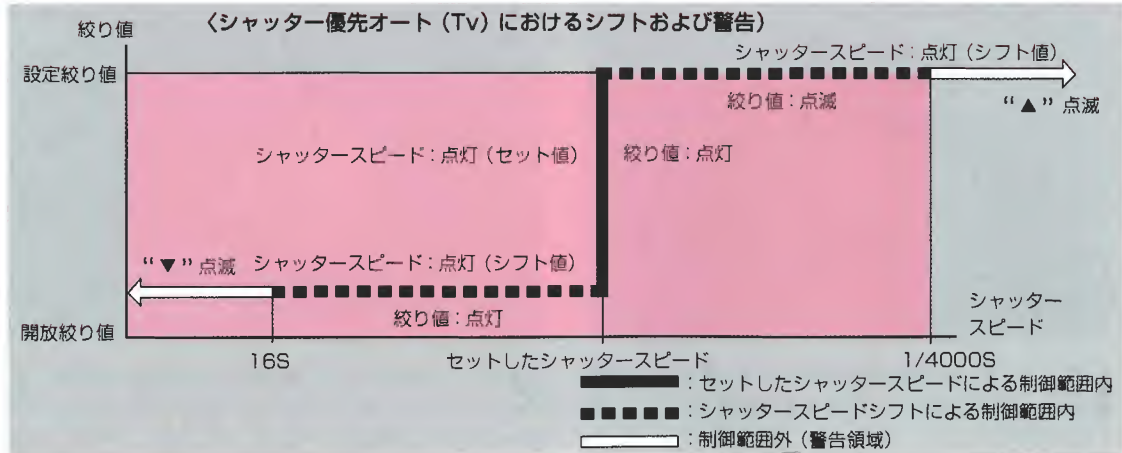 〈シャッター優先オート（Tv）におけるシフトおよび警告）
絞り値
シャッタースピード：点灯（シフト値）
設定絞り値
絞り値：点滅
“▲”点滅
シャッタースピード：点灯（セット値）
絞り値：点灯
“▼”点滅
シャッタースピード：点灯（シフト値）
シャッター
スピード
開放絞り値
絞り値：点灯
16S
セットしたシャッタースピード
1/4000S
：セットしたシャッタースピードによる制御範囲内
：シャッタースピードシフトによる制御範囲内
：制御範囲外（警告領域）